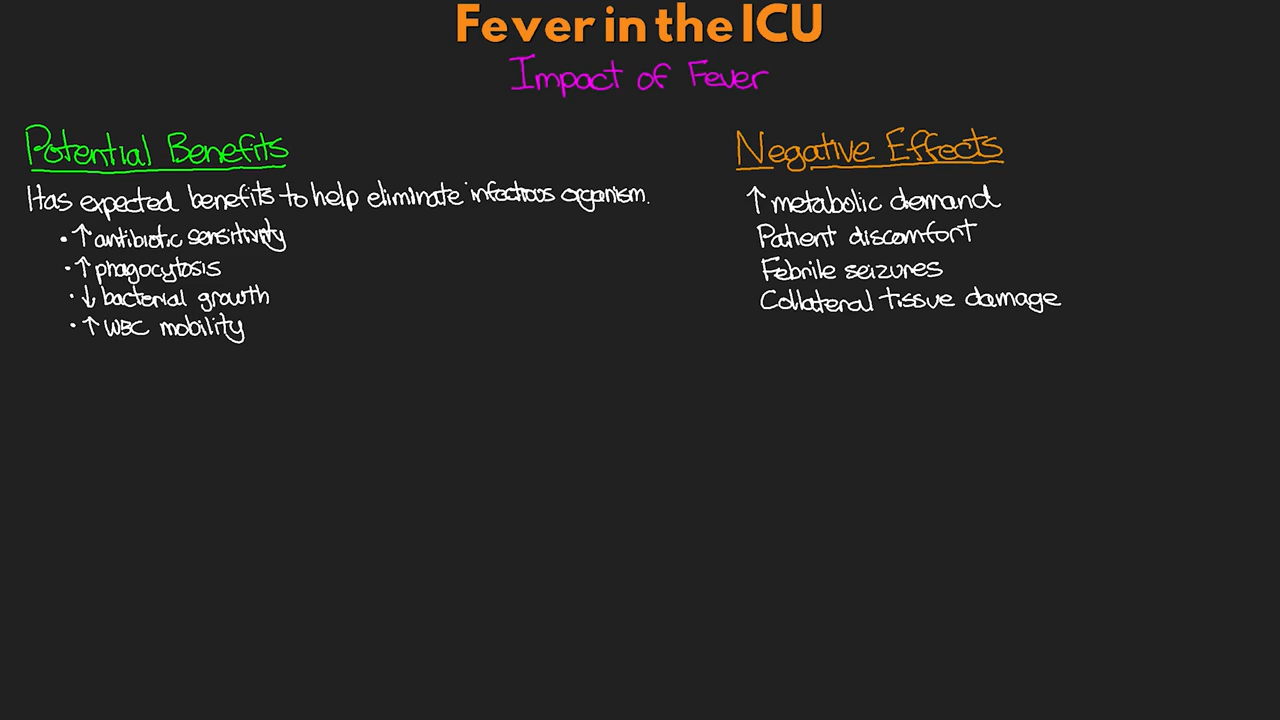 Fever in the ICU
Impact of Fever
Potential Benefits
Has expected benefits to help eliminate infectious organism.
• ↑ antibiotic sensitivity
• ↑ phagocytosis
• ↓ bacterial growth
• ↑ WBC mobility
Negative Effects
↑ metabolic demand
Patient discomfort
Febrile seizures
Collateral tissue damage